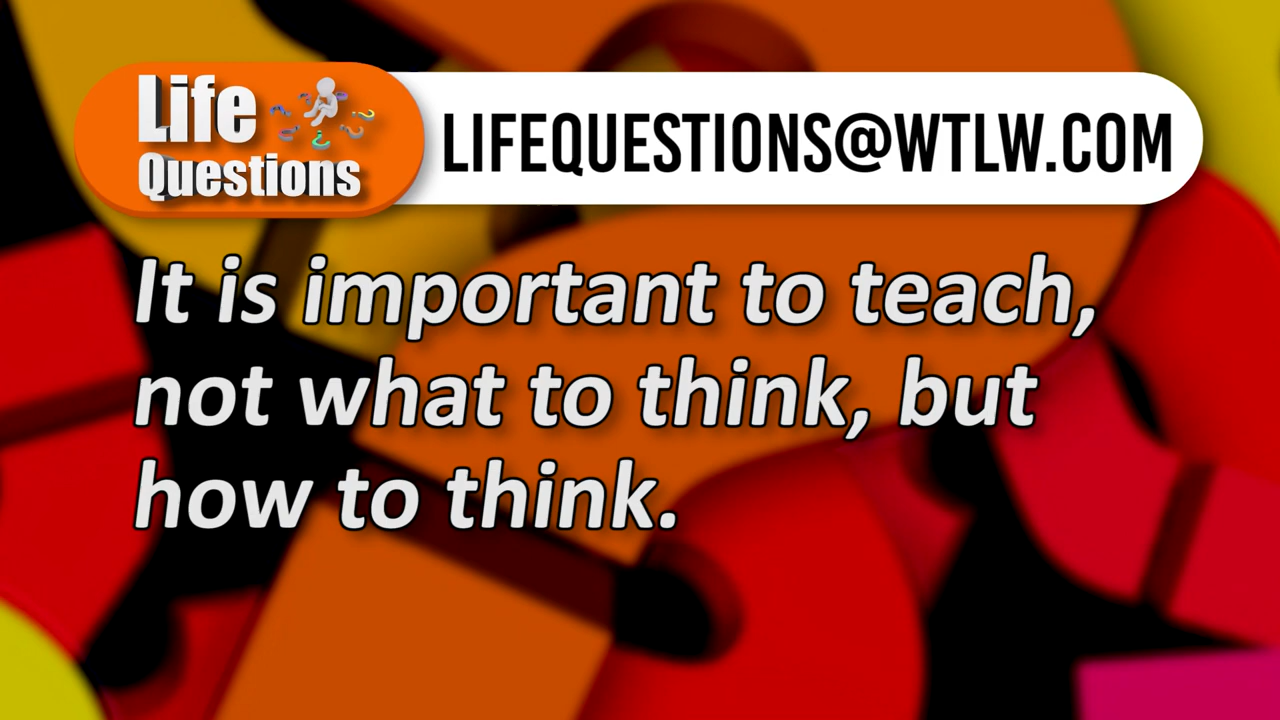 Life
Questions
LIFEQUESTIONS@WTLW.COM
It is important to teach,
not what to think, but
how to think.